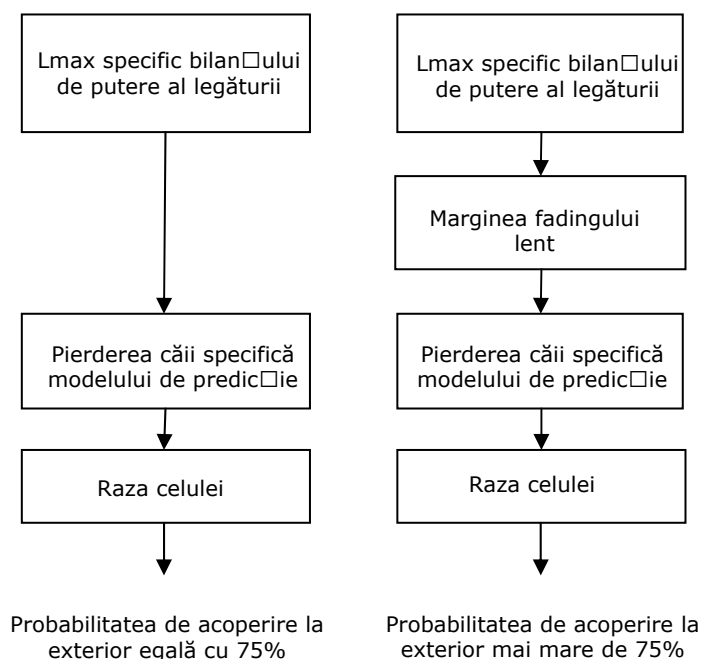 Lmax specific bilan□ului
de putere al legăturii
Pierderea căii specifică
modelului de predic□ie
Raza celulei
Probabilitatea de acoperire la
exterior egală cu 75%
Lmax specific bilan□ului
de putere al legăturii
Marginea fadingului
lent
Pierderea căii specifică
modelului de predic□ie
Raza celulei
Probabilitatea de acoperire la
exterior mai mare de 75%